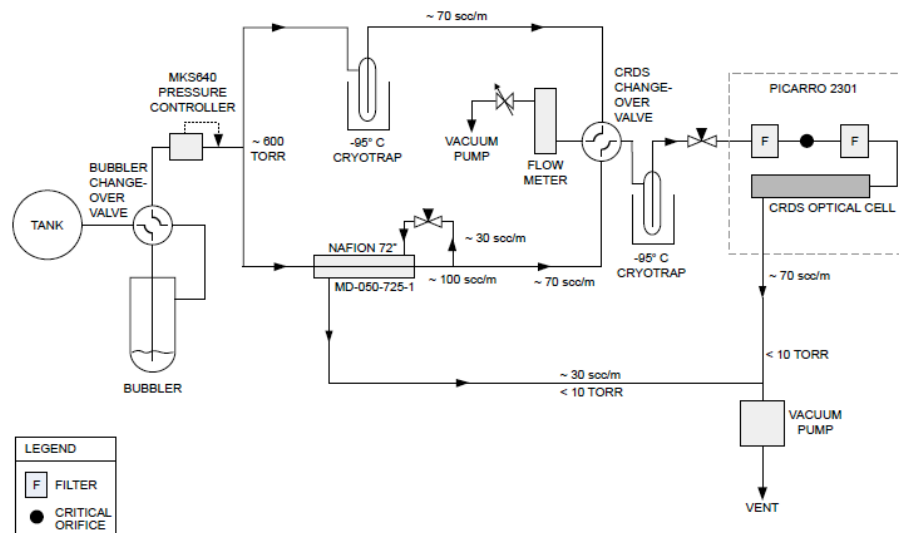 ~ 70 scc/m
MKS640
PRESSURE
CONTROLLER
~ 600
TORR
-95° C
CRYOTRAP
VACUUM
PUMP
FLOW
METER
CRDS
CHANGE-
OVER
VALVE
PICARRO 2301
F
F
CRDS OPTICAL CELL
-95° C
CRYOTRAP
BUBBLER
CHANGE-
OVER
VALVE
TANK
BUBBLER
NAFION 72"
MD-050-725-1
~ 30 scc/m
~ 100 scc/m
~ 70 scc/m
~ 70 scc/m
< 10 TORR
~ 30 scc/m
< 10 TORR
VACUUM
PUMP
VENT
LEGEND
F FILTER
CRITICAL
ORIFICE